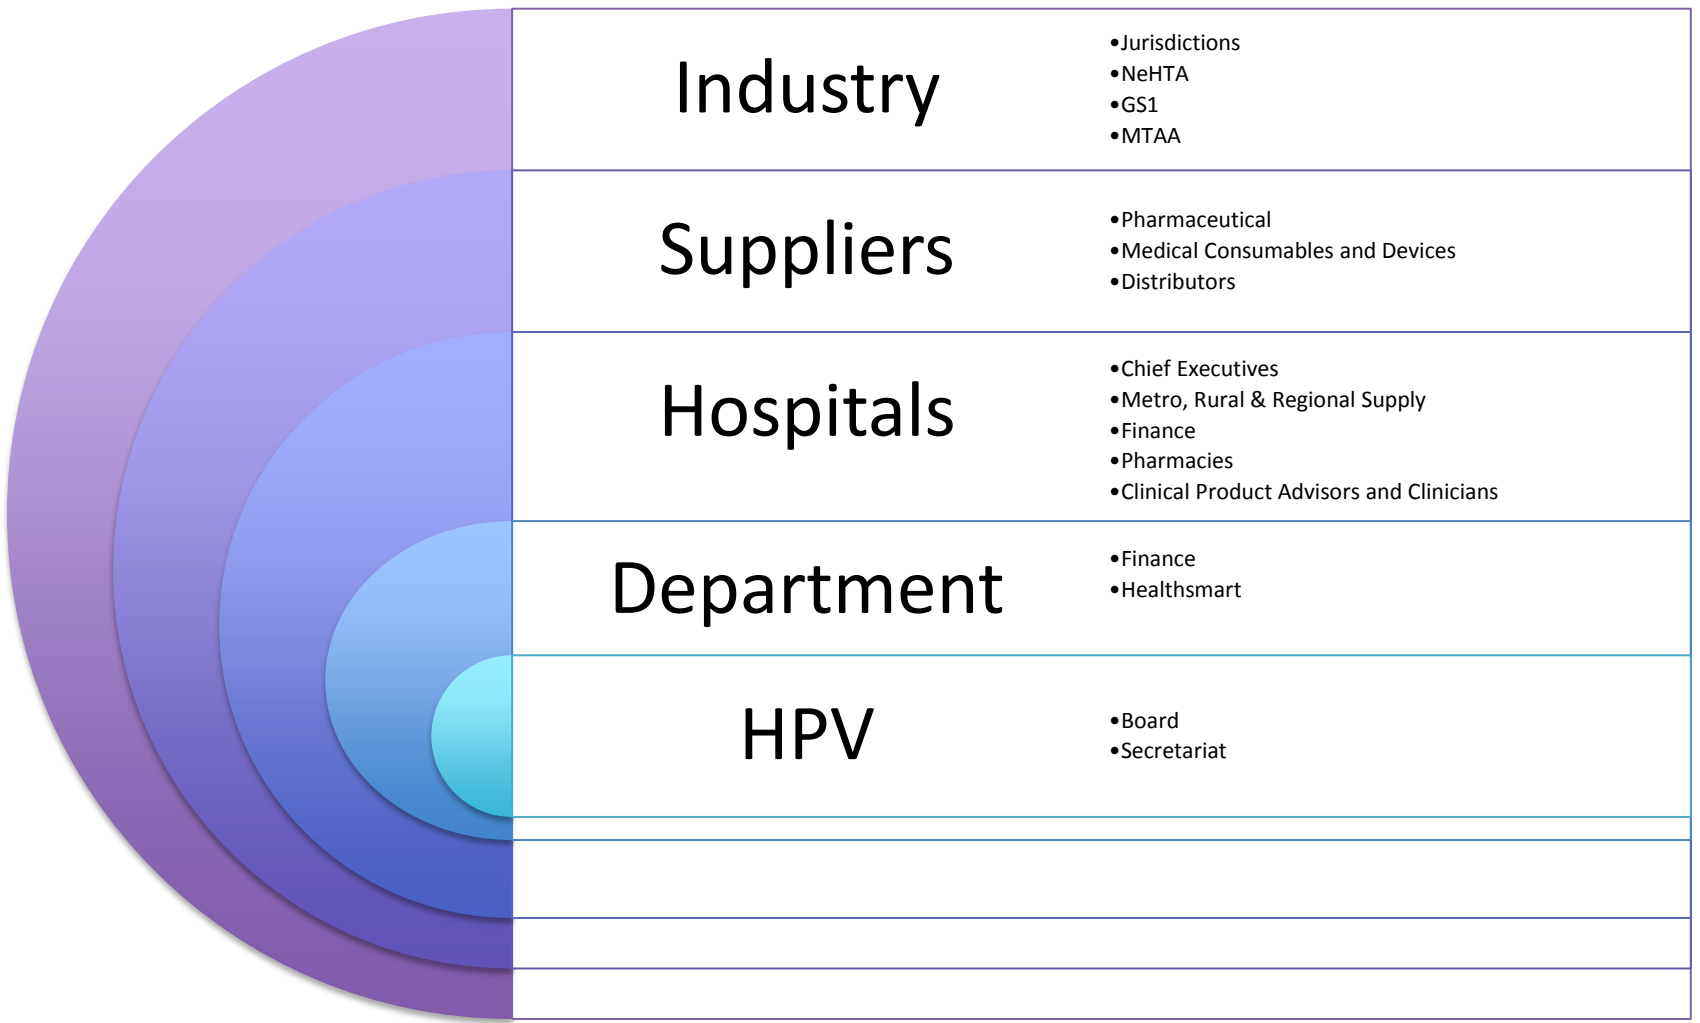 Industry
•Jurisdictions
•NeHTA
•GS1
•MTAA
Suppliers
•Pharmaceutical
•Medical Consumables and Devices
•Distributors
Hospitals
•Chief Executives
•Metro, Rural & Regional Supply
•Finance
•Pharmacies
•Clinical Product Advisors and Clinicians
Department
•Finance
•Healthsmart
HPV
•Board
•Secretariat